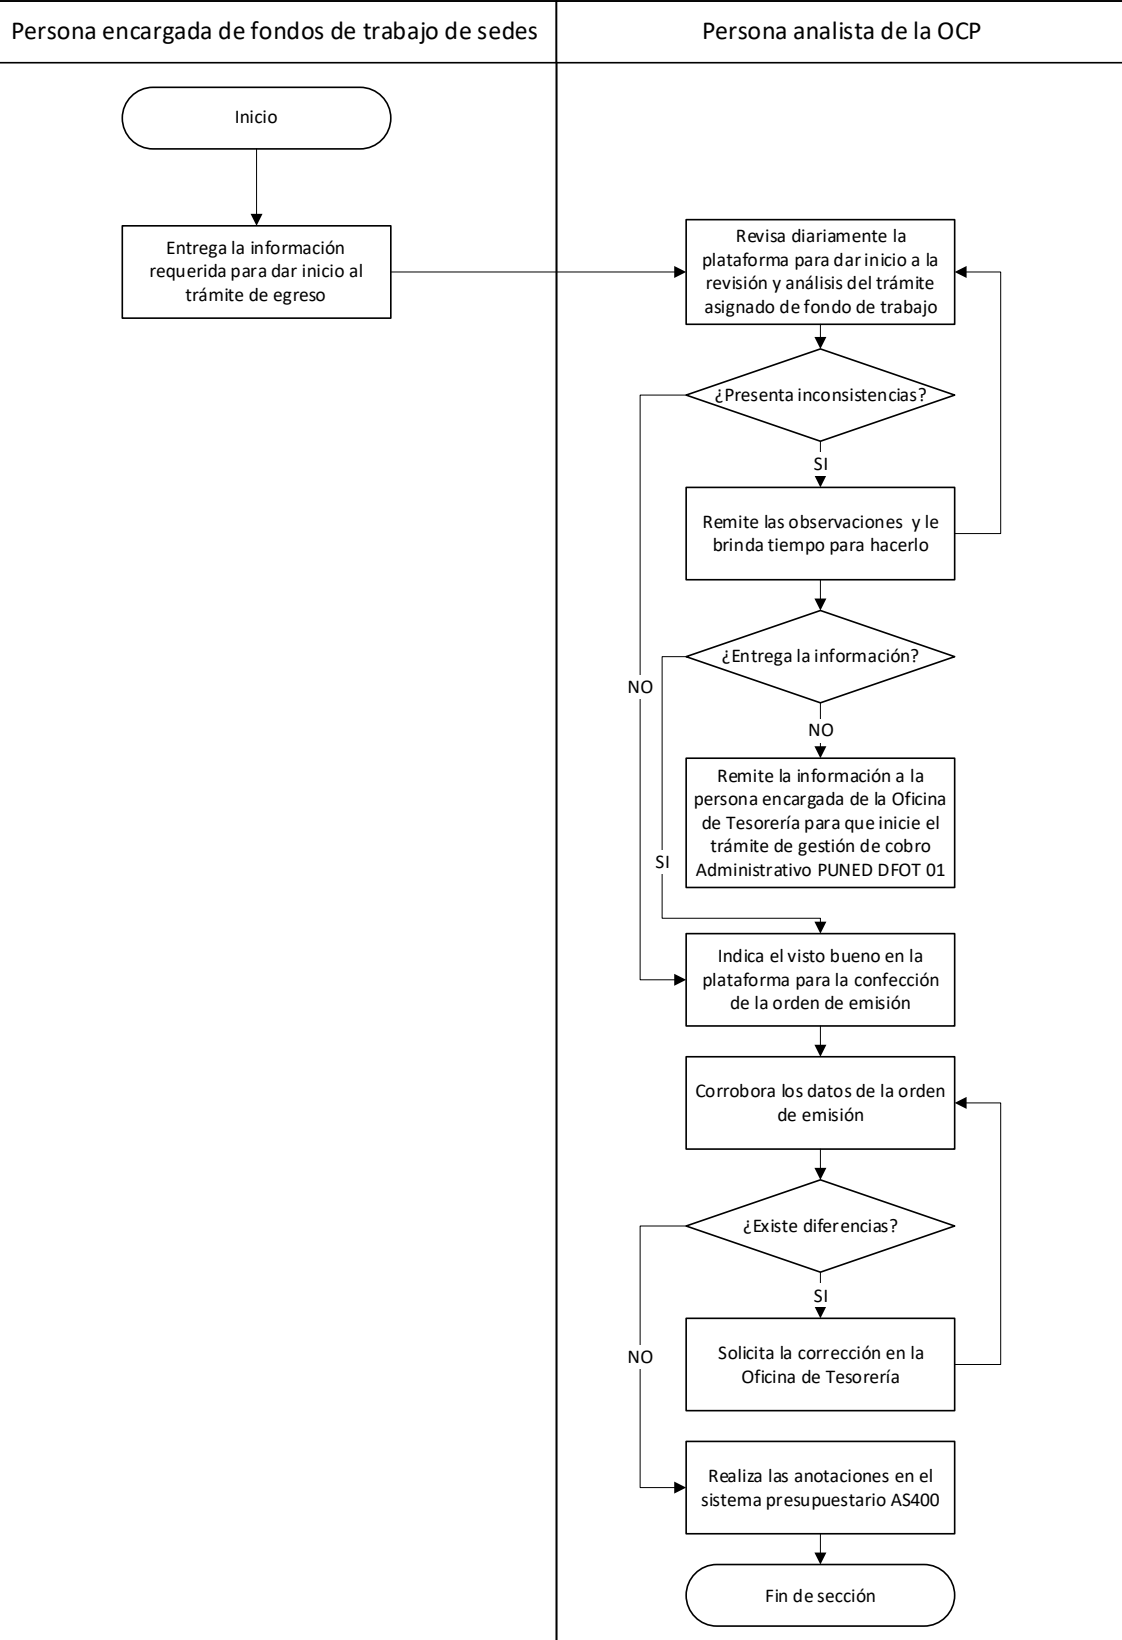 Persona encargada de fondos de trabajo de sedes
Persona analista de la OCP
Inicio
Entrega la información
requerida para dar inicio al
trámite de egreso
Revisa diariamente la
plataforma para dar inicio a la
revisión y análisis del trámite
asignado de fondo de trabajo
¿Presenta inconsistencias?
SI
Remite las observaciones y le
brinda tiempo para hacerlo
¿Entrega la información?
NO
NO
Remite la información a la
persona encargada de la Oficina
de Tesorería para que inicie el
trámite de gestión de cobro
Administrativo PUNED DFOT 01
SI
Indica el visto bueno en la
plataforma para la confección
de la orden de emisión
Corrobora los datos de la orden
de emisión
¿Existe diferencias?
SI
NO
Solicita la corrección en la
Oficina de Tesorería
Realiza las anotaciones en el
sistema presupuestario AS400
Fin de sección